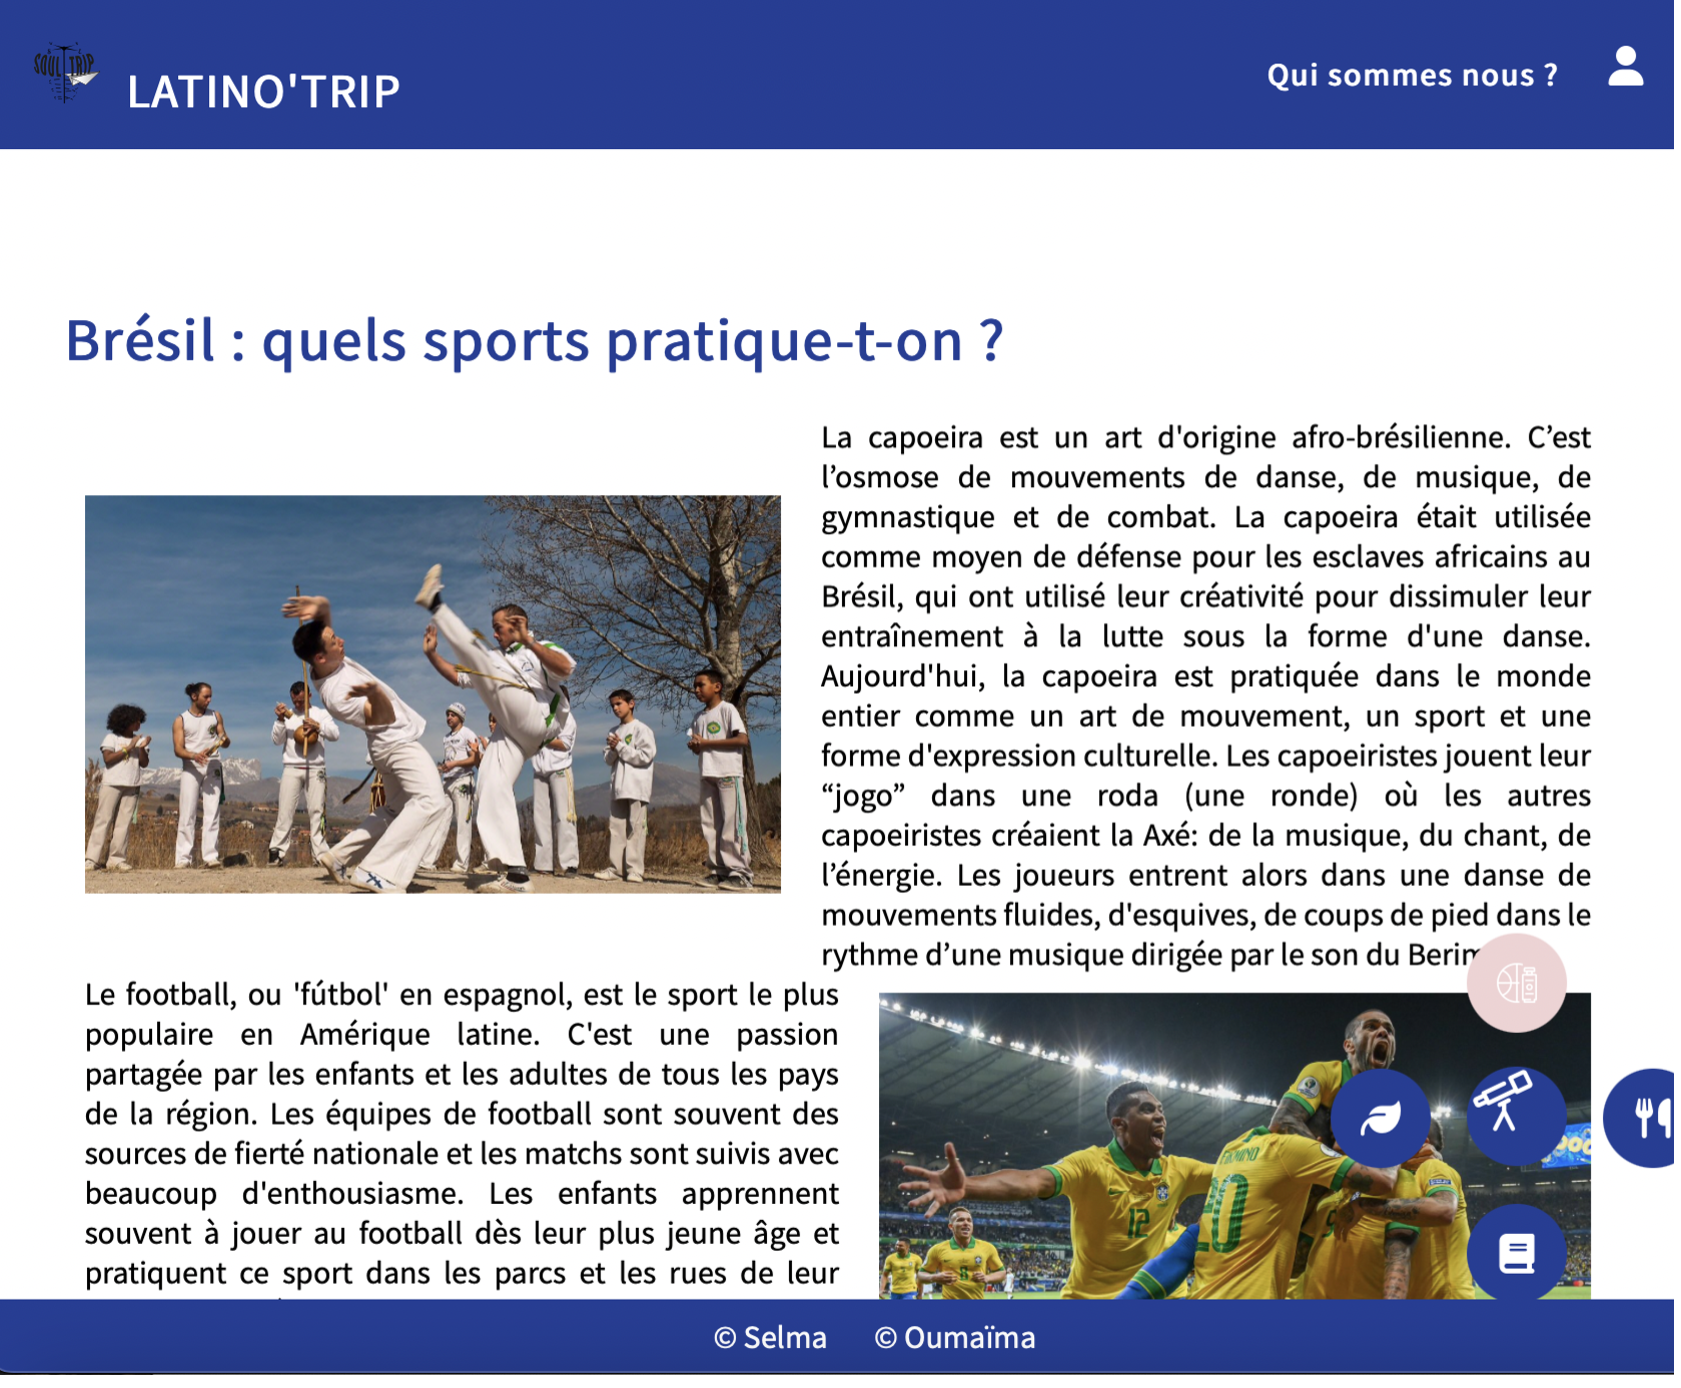 SOUL TRIP
LATINO'TRIP
Qui sommes nous ?
Brésil : quels sports pratique-t-on ?
La capoeira est un art d'origine afro-brésilienne. C’est
l’osmose de mouvements de danse, de musique, de
gymnastique et de combat. La capoeira était utilisée
comme moyen de défense pour les esclaves africains au
Brésil, qui ont utilisé leur créativité pour dissimuler leur
entraînement à la lutte sous la forme d'une danse.
Aujourd'hui, la capoeira est pratiquée dans le monde
entier comme un art de mouvement, un sport et une
forme d'expression culturelle. Les capoeiristes jouent leur
“jogo” dans une roda (une ronde) où les autres
capoeiristes créaient la Axé: de la musique, du chant, de
l’énergie. Les joueurs entrent alors dans une danse de
mouvements fluides, d'esquives, de coups de pied dans le
rythme d’une musique dirigée par le son du
Le football, ou 'fútbol' en espagnol, est le sport le plus
populaire en Amérique latine. C'est une passion
partagée par les enfants et les adultes de tous les pays
de la région. Les équipes de football sont souvent des
sources de fierté nationale et les matchs sont suivis avec
beaucoup d'enthousiasme. Les enfants apprennent
souvent à jouer au football dès leur plus jeune âge et
pratiquent ce sport dans les parcs et les rues de leur
12
20
8
© Selma © Oumaïma